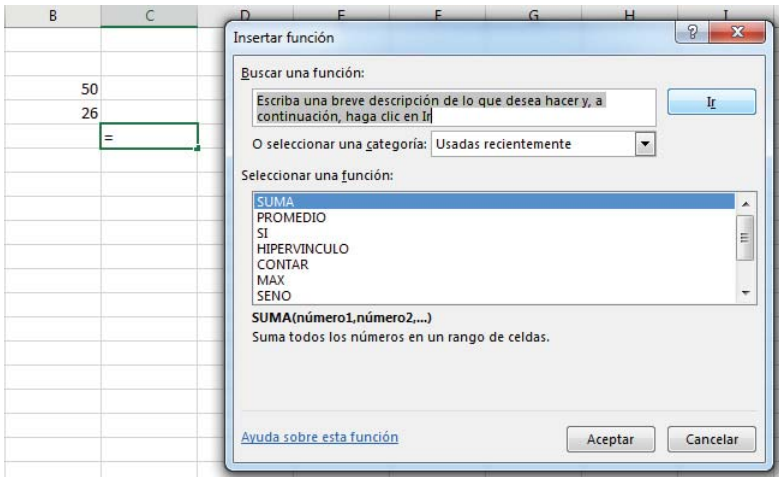 B C D E F G H I
Insertar función
Buscar una función:
50
Escriba una breve descripción de lo que desea hacer y, a
continuación, haga clic en Ir
Ir
26
=
O seleccionar una categoría: Usadas recientemente
Seleccionar una función:
SUMA
PROMEDIO
SI
HIPERVINCULO
CONTAR
MAX
SENO
SUMA(número1,número2,...)
Suma todos los números en un rango de celdas.
Ayuda sobre esta función
Aceptar Cancelar